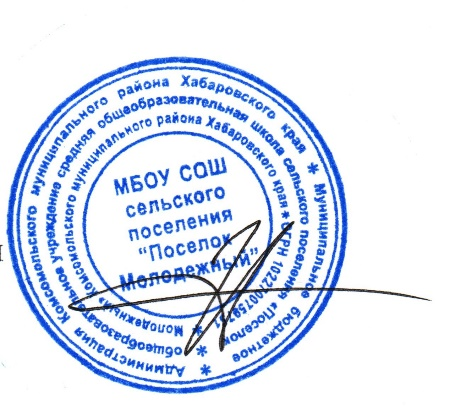 Администрация Комсомольского муниципального района Хабаровского края * Муниципальное бюджетное
общеобразовательное учреждение средняя общеобразовательная школа сельского поселения «Поселок
Молодежный» Комсомольского муниципального района Хабаровского края * ОГРН
МБОУ СОШ
сельского
поселения
"Поселок
Молодежный"